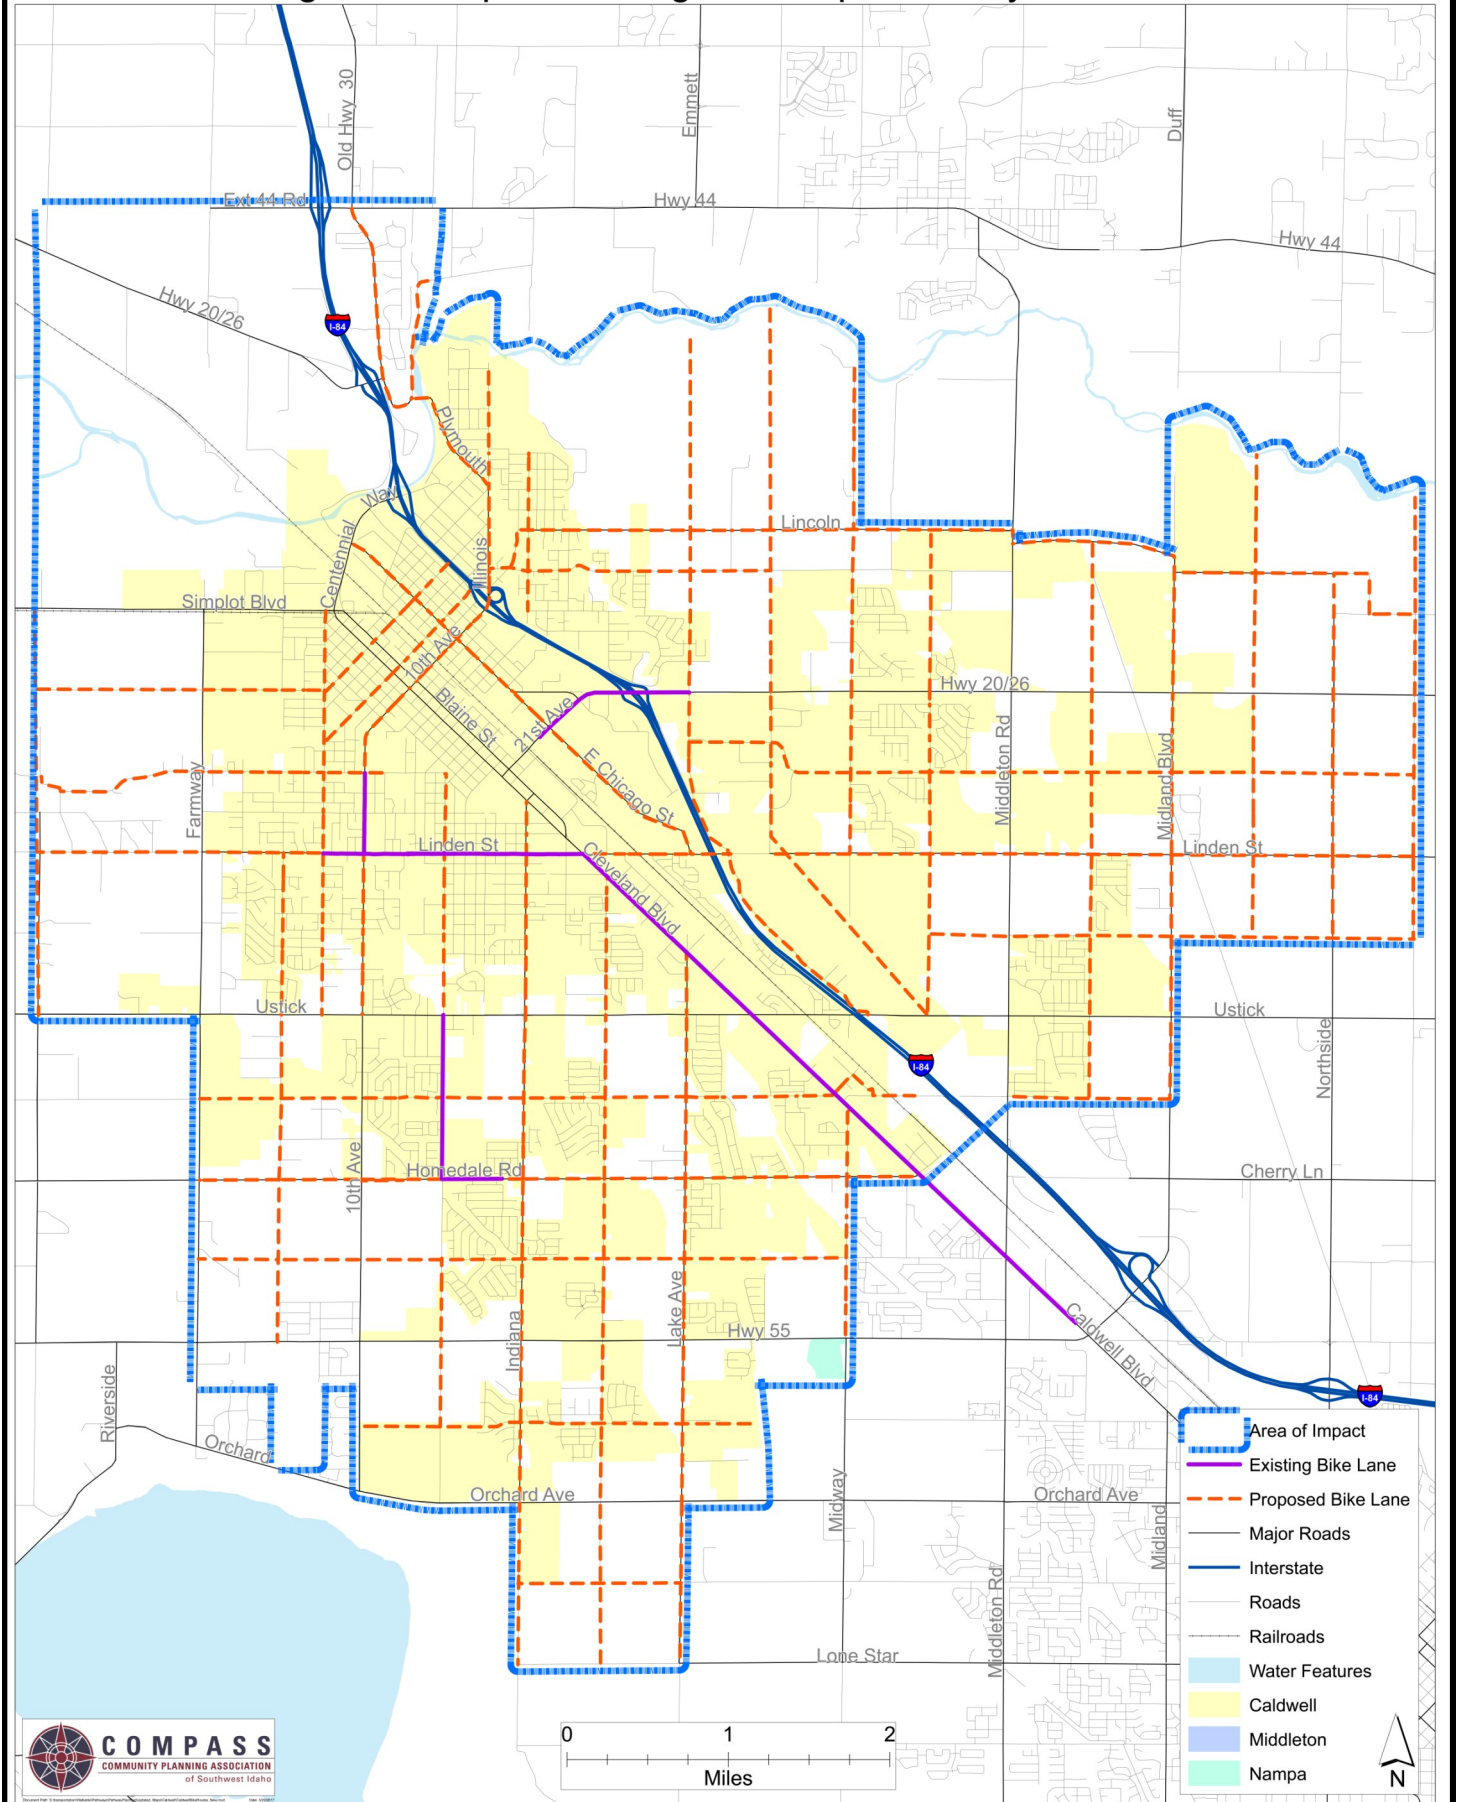 Old Hwy 30
Emmett
Duff
Ext 44 Rd
Hwy 44
Hwy 44
Hwy 20/26
I-84
Plymouth
Centennial Way
Lincoln
Illinois
Simplot Blvd
10th Ave
Hwy 20/26
Blaine St
21st Ave
Middleton Rd
Farmway
E Chicago St
Midland Blvd
Linden St
Linden St
Cleveland Blvd
Ustick
Ustick
I-84
Northside
10th Ave
Homedale Rd
Cherry Ln
Lake Ave
Indiana
Hwy 55
Caldwell Blvd
Riverside
I-84
Orchard
Orchard Ave
Midway
Orchard Ave
Midland
Middleton Rd
Lone Star
Area of Impact
Existing Bike Lane
Proposed Bike Lane
Major Roads
Interstate
Roads
Railroads
Water Features
Caldwell
Middleton
Nampa
N
0 1 2
Miles
COMPASS
COMMUNITY PLANNING ASSOCIATION
of Southwest Idaho